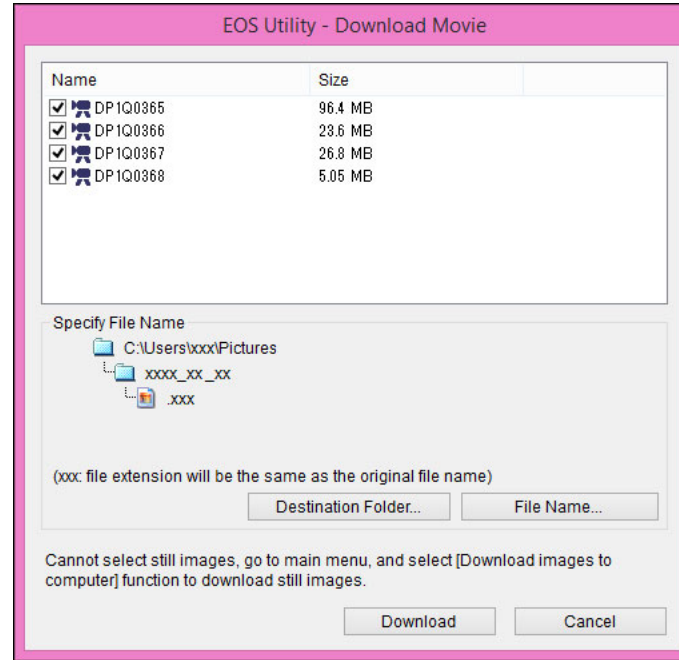 EOS Utility - Download Movie
Name Size
DP1Q0365 96.4 MB
DP1Q0366 23.6 MB
DP1Q0367 26.8 MB
DP1Q0368 5.05 MB
Specify File Name
C:\Users\xxx\Pictures
xxxx_xx_xx
.xxx
(xxx: file extension will be the same as the original file name)
Destination Folder... File Name...
Cannot select still images, go to main menu, and select [Download images to
computer] function to download still images.
Download Cancel